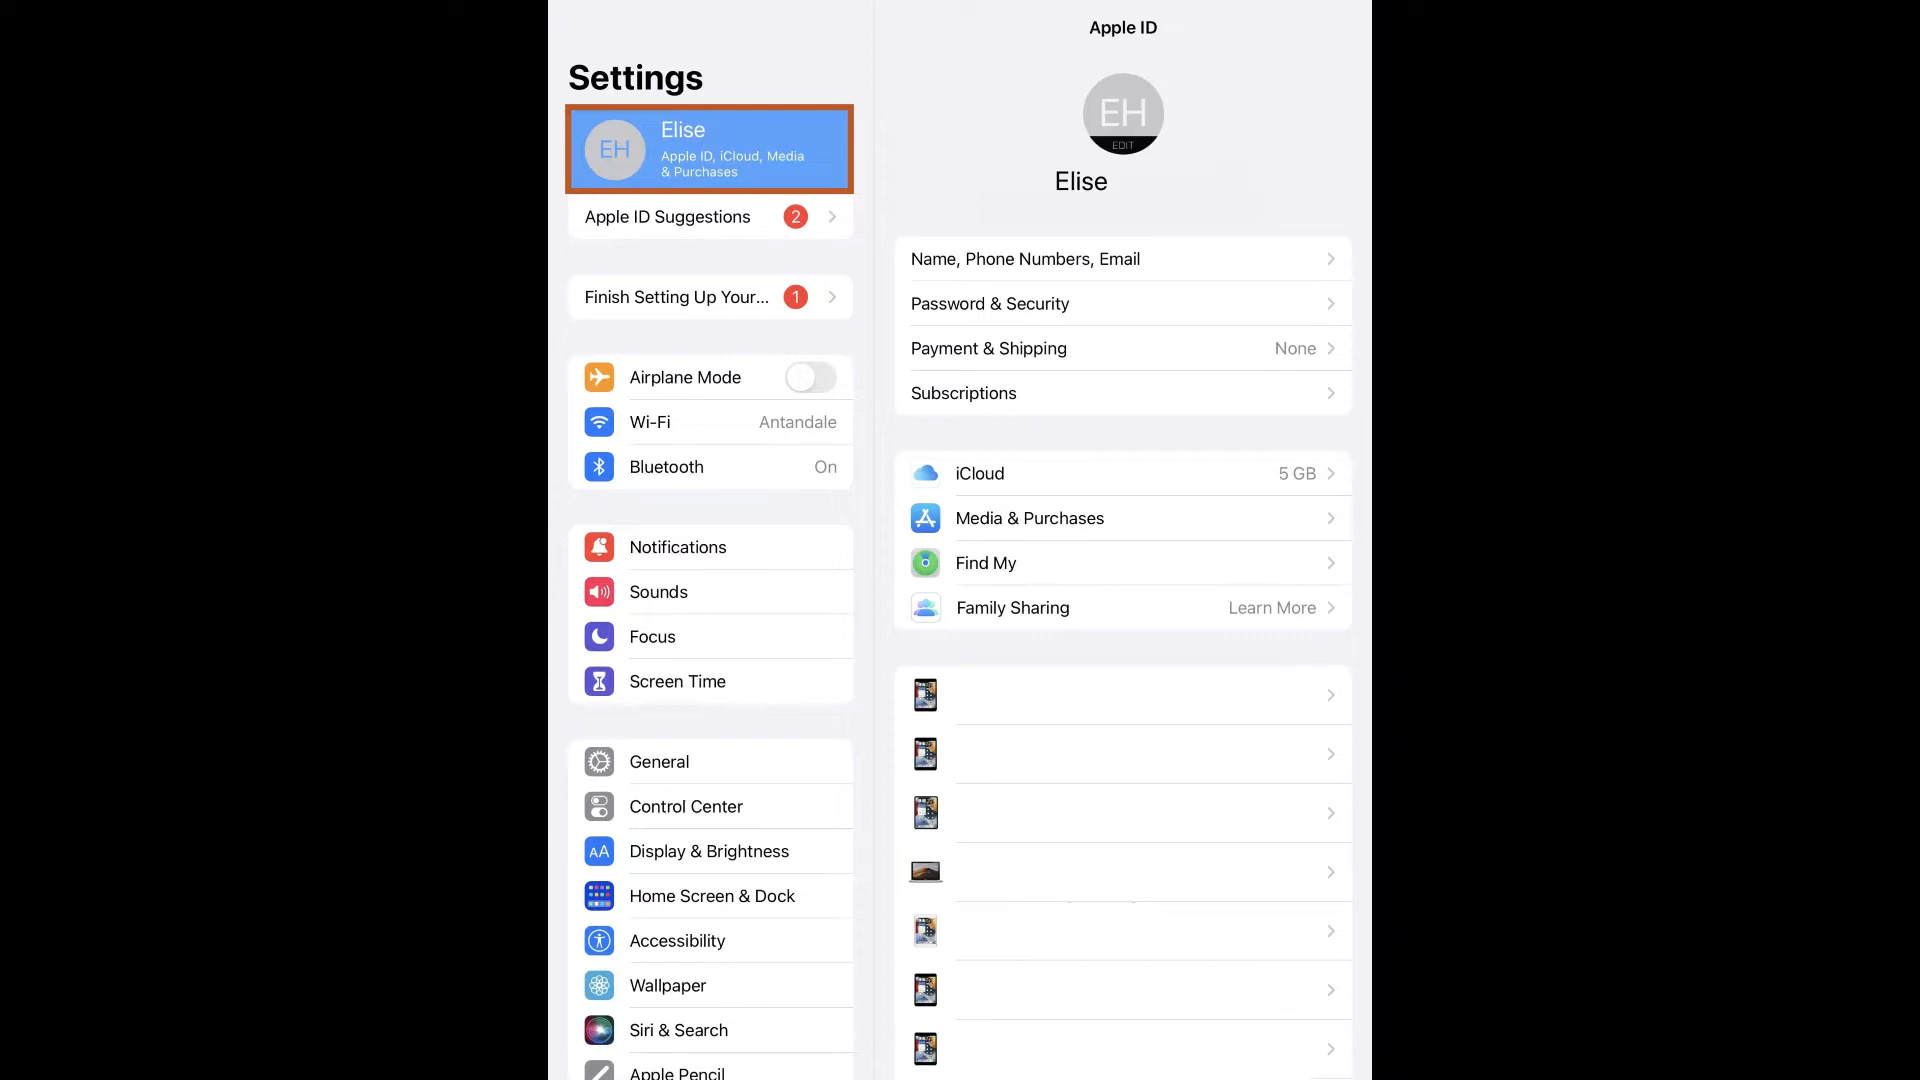 Settings
EH
Elise
Apple ID, iCloud, Media
& Purchases
Apple ID Suggestions 2
Finish Setting Up Your... 1
Airplane Mode
Wi-Fi Antandale
Bluetooth On
Notifications
Sounds
Focus
Screen Time
General
Control Center
AA Display & Brightness
Home Screen & Dock
Accessibility
Wallpaper
Siri & Search
Apple Pencil
Apple ID
EH
EDIT
Elise
Name, Phone Numbers, Email
Password & Security
Payment & Shipping None
Subscriptions
iCloud 5 GB
Media & Purchases
Find My
Family Sharing Learn More